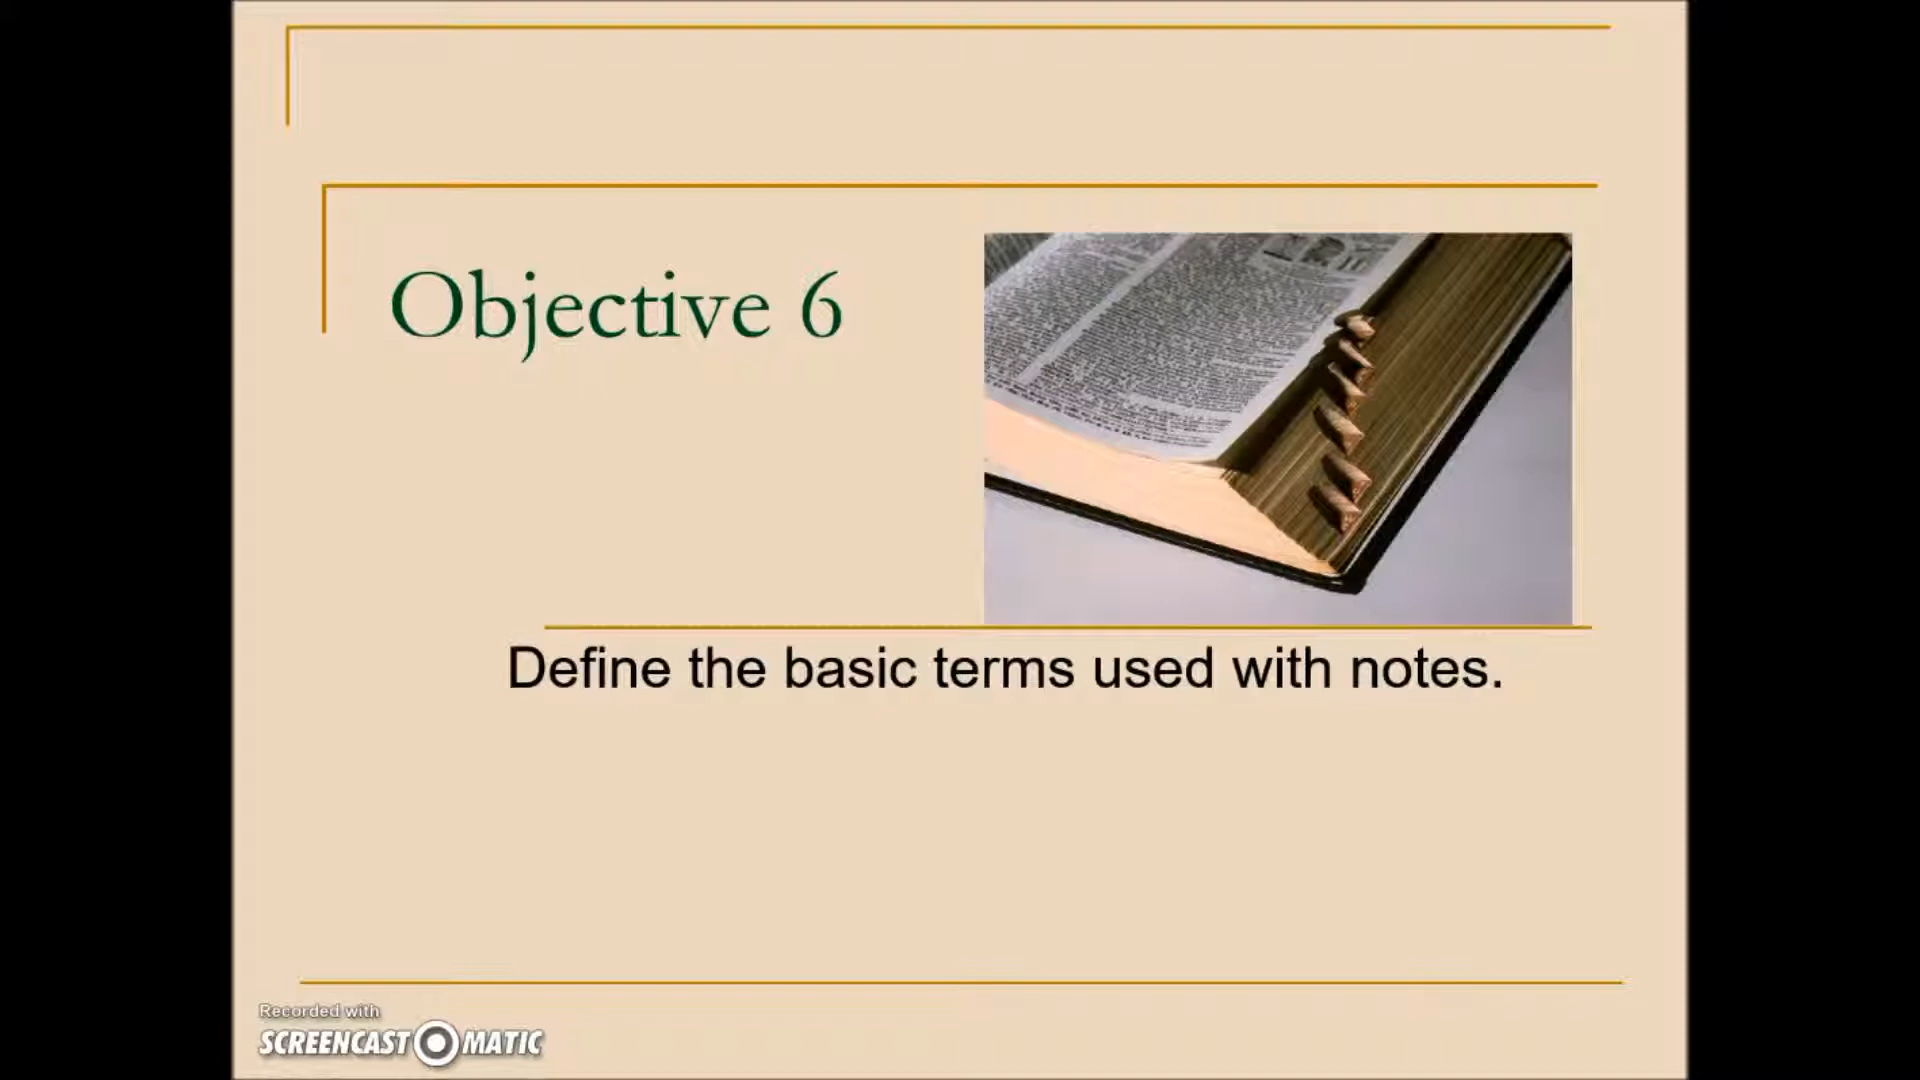 Objective 6
Define the basic terms used with notes.
Recorded with
SCREENCAST MATIC